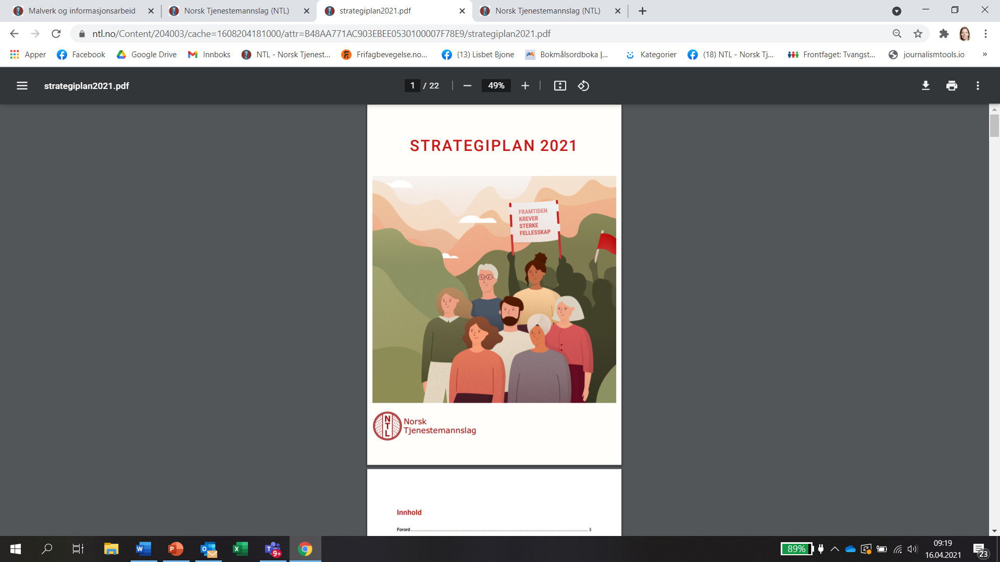 Malverk og informasjonsarbeid
Norsk Tjenestemannslag (NTL)
strategiplan2021.pdf
Norsk Tjenestemannslag (NTL)
ntl.no/Content/204003/cache=1608204181000/attr=B48AA771AC903EBEE0530100007F78E9/strategiplan2021.pdf
Apper
Facebook
Google Drive
Innboks
NTL - Norsk Tjenest...
Frifagbevegelse.no...
(13) Lisbet Bjone
Bokmålsordboka |...
Kategorier
(18) NTL - Norsk Tj...
Frontfaget: Tvangst...
journalismtools.io
»
strategiplan2021.pdf
1 / 22
49%
STRATEGIPLAN 2021
FRAMTIDEN
KREVER
STERKE
FELLESSKAP
NTL
Norsk
Tjenestemannslag
Innhold
Forord 3
89%
9+
09:19
16.04.2021
23